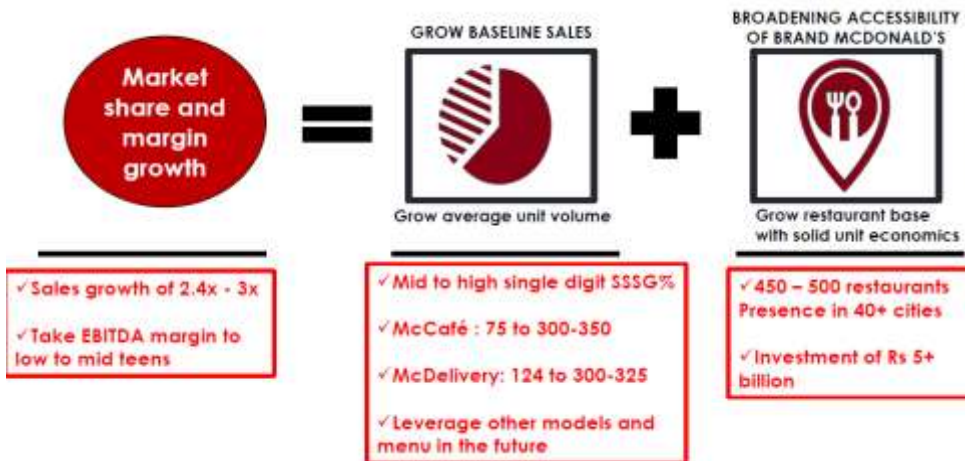 Market
share and
margin
growth
GROW BASELINE SALES
Grow average unit volume
BROADENING ACCESSIBILITY
OF BRAND MCDONALD'S
Grow restaurant base
with solid unit economics
✓Sales growth of 2.4x - 3x
✓Take EBITDA margin to
low to mid teens
✓Mid to high single digit SSSG%
✓McCafé : 75 to 300-350
✓McDelivery: 124 to 300-325
✓Leverage other models and
menu in the future
✓450 – 500 restaurants
Presence in 40+ cities
✓Investment of Rs 5+
billion